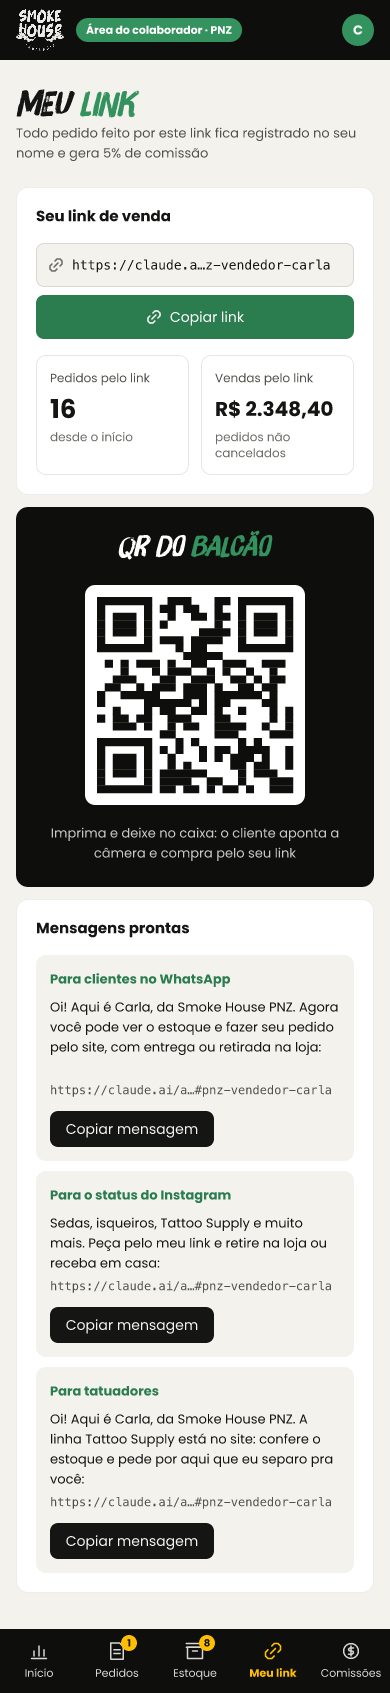 SMOKE
HOUSE
Área do colaborador · PNZ
C
MEU LINK
Todo pedido feito por este link fica registrado no seu
nome e gera 5% de comissão
Seu link de venda
https://claude.a…z-vendedor-carla
Copiar link
Pedidos pelo link
16
desde o início
Vendas pelo link
R$ 2.348,40
pedidos não
cancelados
QR DO BALCÃO
Imprima e deixe no caixa: o cliente aponta a
câmera e compra pelo seu link
Mensagens prontas
Para clientes no WhatsApp
Oi! Aqui é Carla, da Smoke House PNZ. Agora
você pode ver o estoque e fazer seu pedido
pelo site, com entrega ou retirada na loja:
https://claude.ai/a…#pnz-vendedor-carla
Copiar mensagem
Para o status do Instagram
Sedas, isqueiros, Tattoo Supply e muito
mais. Peça pelo meu link e retire na loja ou
receba em casa:
https://claude.ai/a…#pnz-vendedor-carla
Copiar mensagem
Para tatuadores
Oi! Aqui é Carla, da Smoke House PNZ. A
linha Tattoo Supply está no site: confere o
estoque e pede por aqui que eu separo pra
você:
https://claude.ai/a…#pnz-vendedor-carla
Copiar mensagem
Início
1
Pedidos
8
Estoque
Meu link
Comissões